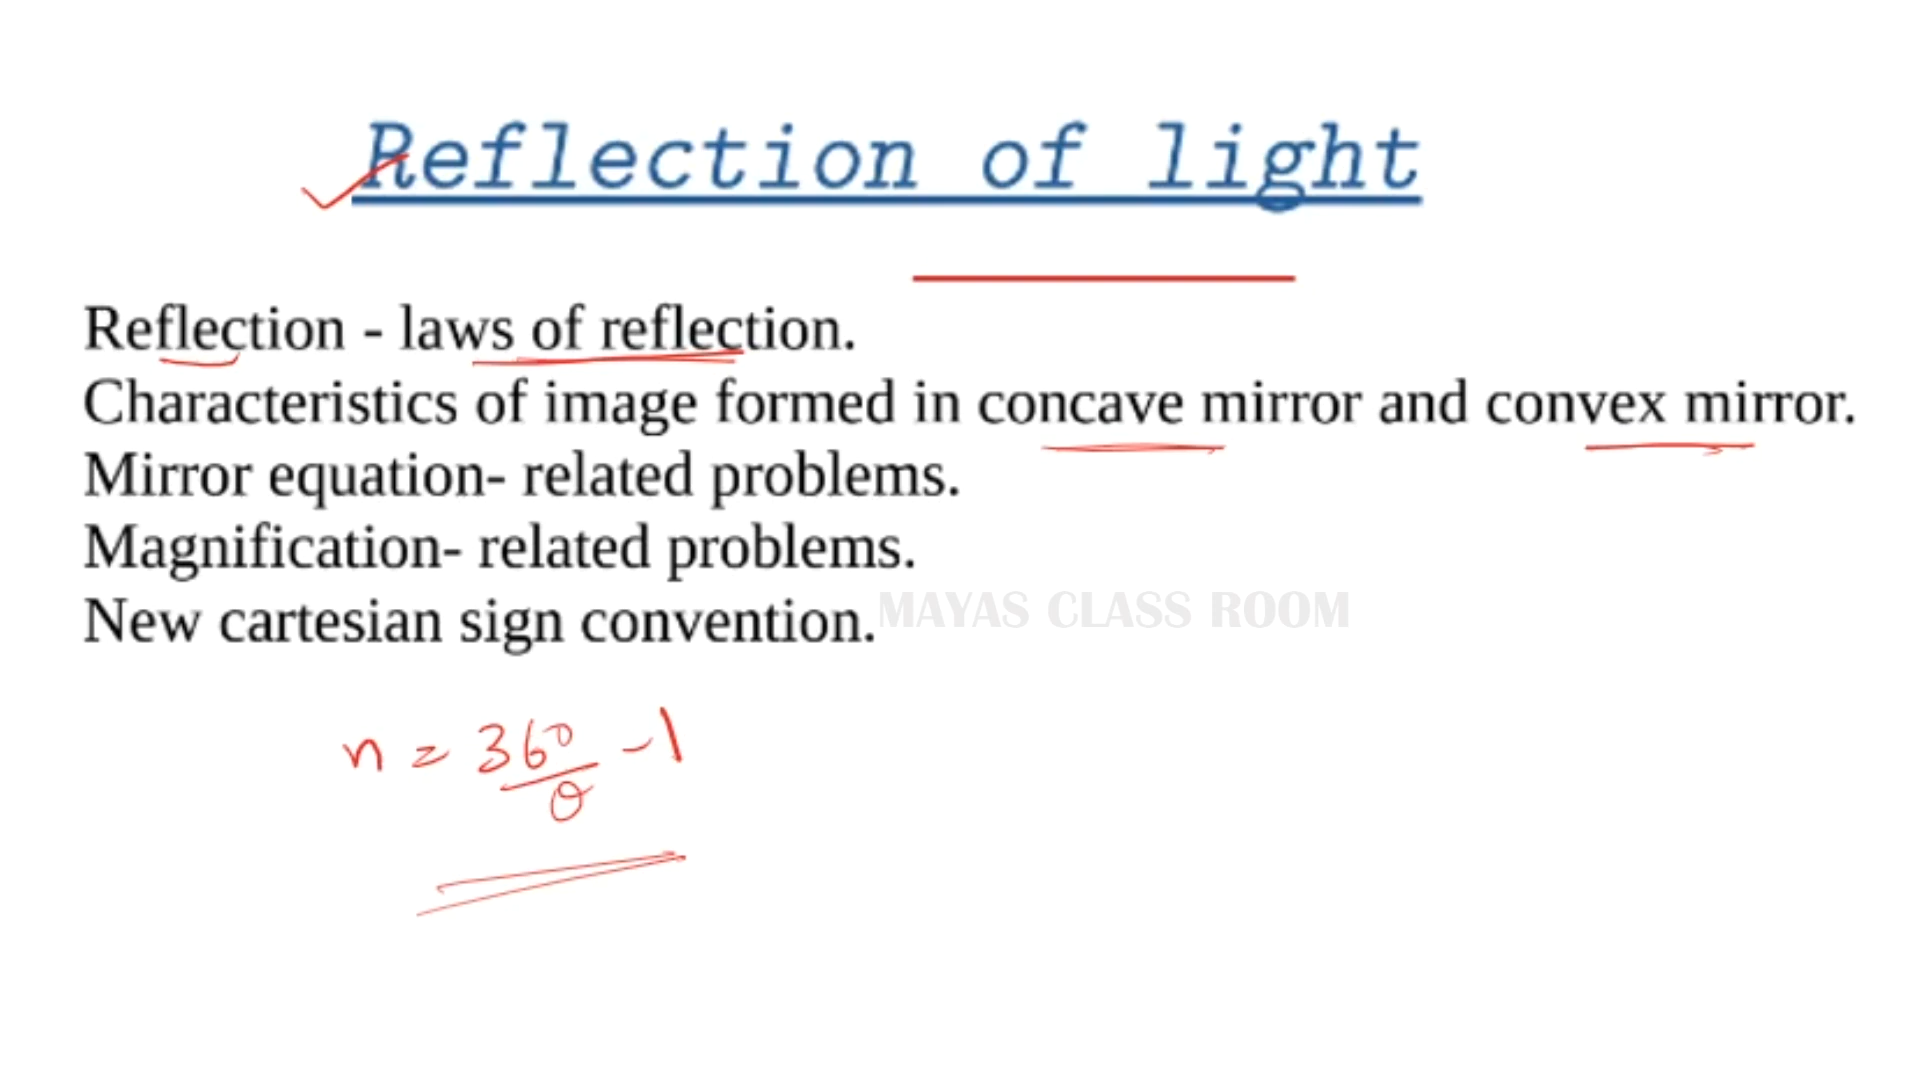 Reflection of light
Reflection - laws of reflection.
Characteristics of image formed in concave mirror and convex mirror.
Mirror equation- related problems.
Magnification- related problems.
New cartesian sign convention.
MAYAS CLASS ROOM
n = 360/θ -1